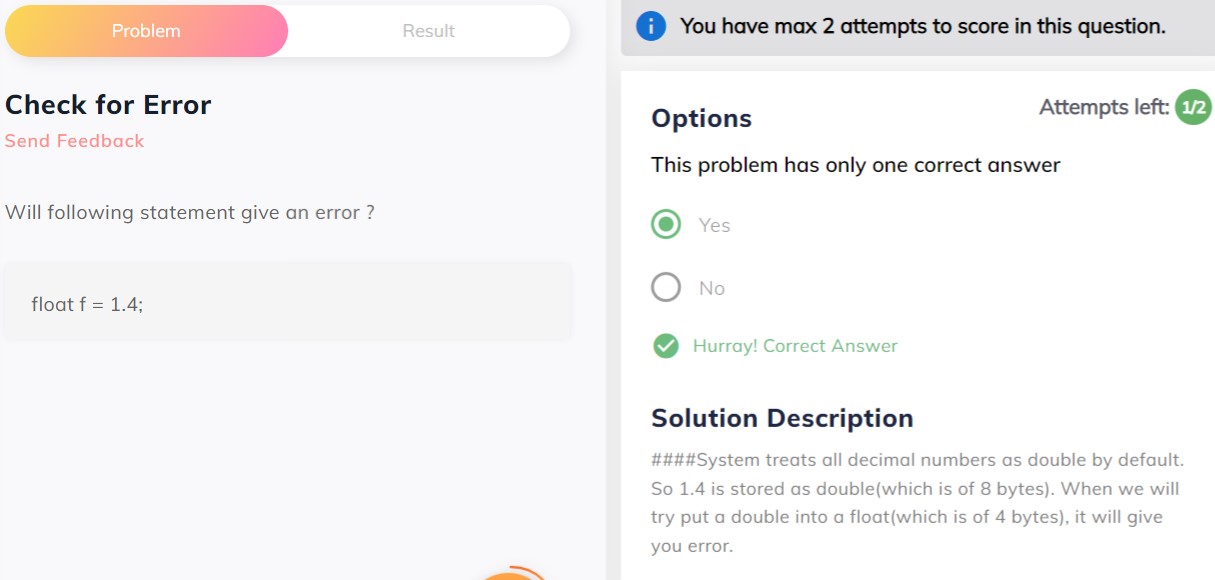 Problem
Result
Check for Error
Send Feedback
Will following statement give an error ?
float f = 1.4;
You have max 2 attempts to score in this question.
Attempts left: 1/2
Options
This problem has only one correct answer
Yes
No
Hurray! Correct Answer
Solution Description
####System treats all decimal numbers as double by default.
So 1.4 is stored as double(which is of 8 bytes). When we will
try put a double into a float(which is of 4 bytes), it will give
you error.